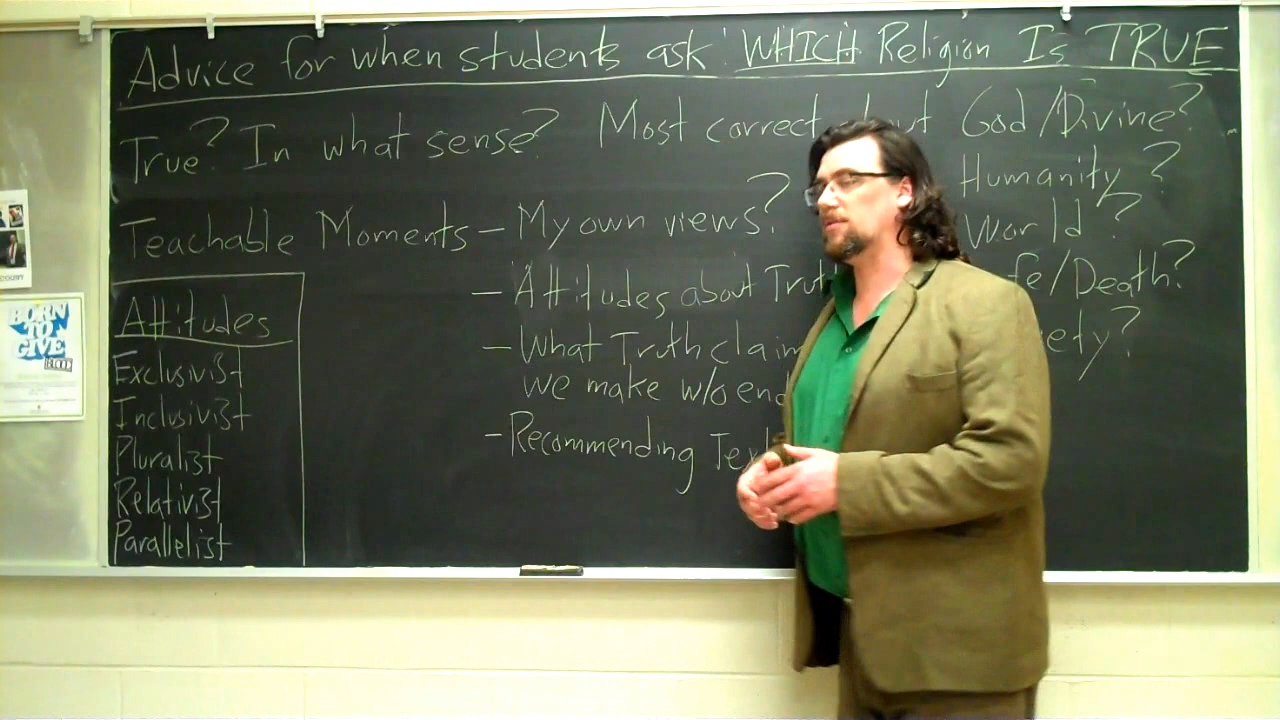 Advice for when students ask WHICH Religion Is TRUE
True? In what sense? Most correct God/Divine?
Humanity?
World?
Teachable Moments - My own views?
- Attitudes about /Death?
- What Truth
we make w/o
- Recommending
Attitudes
Exclusivist
Inclusivist
Pluralist
Relativist
Parallelist
BORN
TO
GIVE
BLOOD